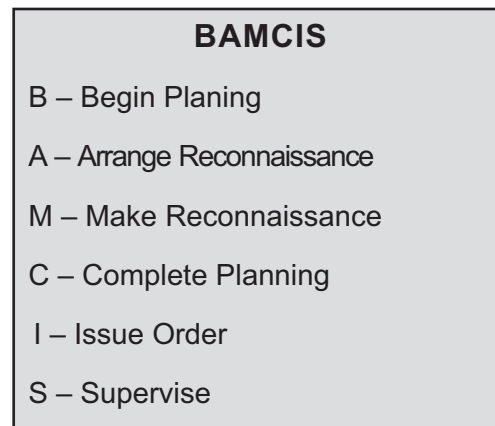 BAMCIS
B – Begin Planing
A – Arrange Reconnaissance
M – Make Reconnaissance
C – Complete Planning
I – Issue Order
S – Supervise